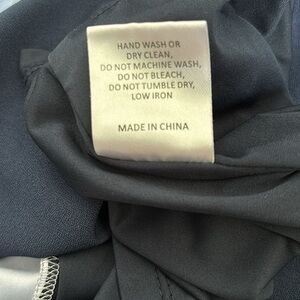 HAND WASH OR
DRY CLEAN,
DO NOT MACHINE WASH,
DO NOT BLEACH,
DO NOT TUMBLE DRY,
LOW IRON
MADE IN CHINA